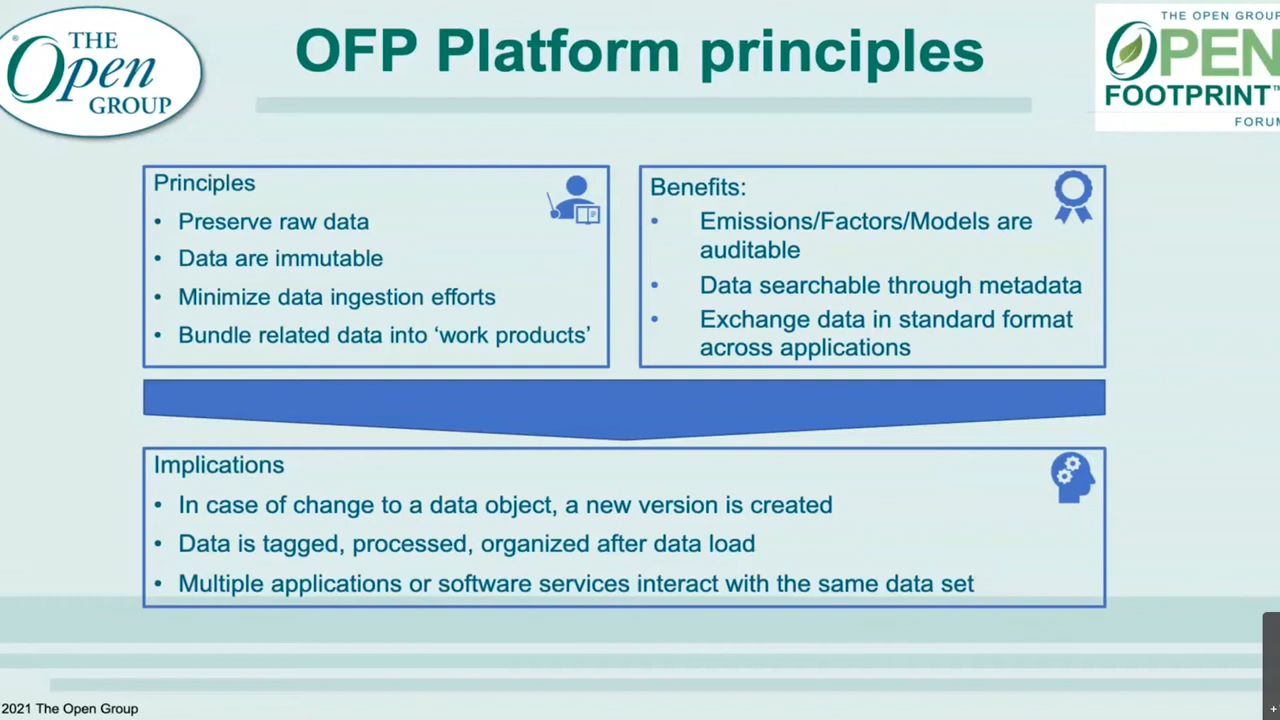 THE
Open
GROUP
®
OFP Platform principles
THE OPEN GROUP
OPEN
FOOTPRINT™
FORUM
Principles
• Preserve raw data
• Data are immutable
• Minimize data ingestion efforts
• Bundle related data into ‘work products’
Benefits:
• Emissions/Factors/Models are
auditable
• Data searchable through metadata
• Exchange data in standard format
across applications
Implications
• In case of change to a data object, a new version is created
• Data is tagged, processed, organized after data load
• Multiple applications or software services interact with the same data set
2021 The Open Group
+